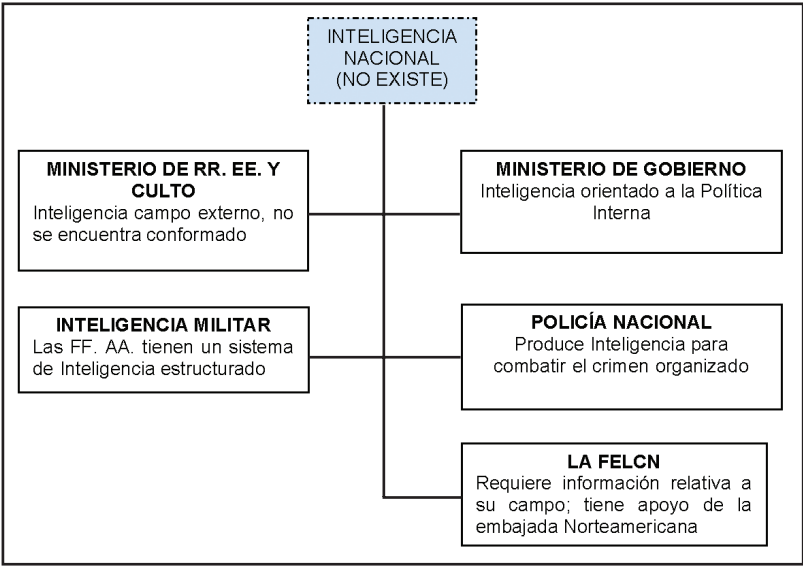 INTELIGENCIA
NACIONAL
(NO EXISTE)
MINISTERIO DE RR. EE. Y
CULTO
Inteligencia campo externo, no
se encuentra conformado
MINISTERIO DE GOBIERNO
Inteligencia orientado a la Política
Interna
INTELIGENCIA MILITAR
Las FF. AA. tienen un sistema
de Inteligencia estructurado
POLICÍA NACIONAL
Produce Inteligencia para
combatir el crimen organizado
LA FELCN
Requiere información relativa a
su campo; tiene apoyo de la
embajada Norteamericana